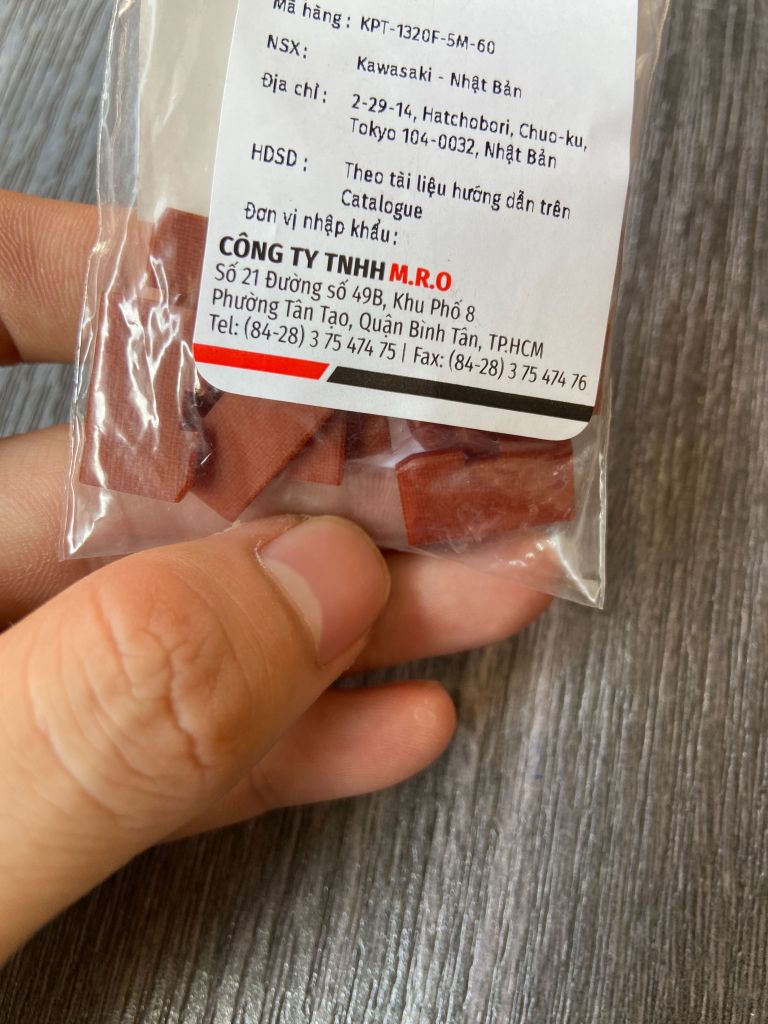 Mã hàng : KPT-1320F-5M-60
NSX : Kawasaki - Nhật Bản
Địa chỉ : 2-29-14, Hatchobori, Chuo-ku,
Tokyo 104-0032, Nhật Bản
HDSD : Theo tài liệu hướng dẫn trên
Catalogue
Đơn vị nhập khẩu:
CÔNG TY TNHH M.R.O
Số 21 Đường số 49B, Khu Phố 8
Phường Tân Tạo, Quận Bình Tân, TP.HCM
Tel: (84-28) 3 75 474 75 | Fax: (84-28) 3 75 474 76